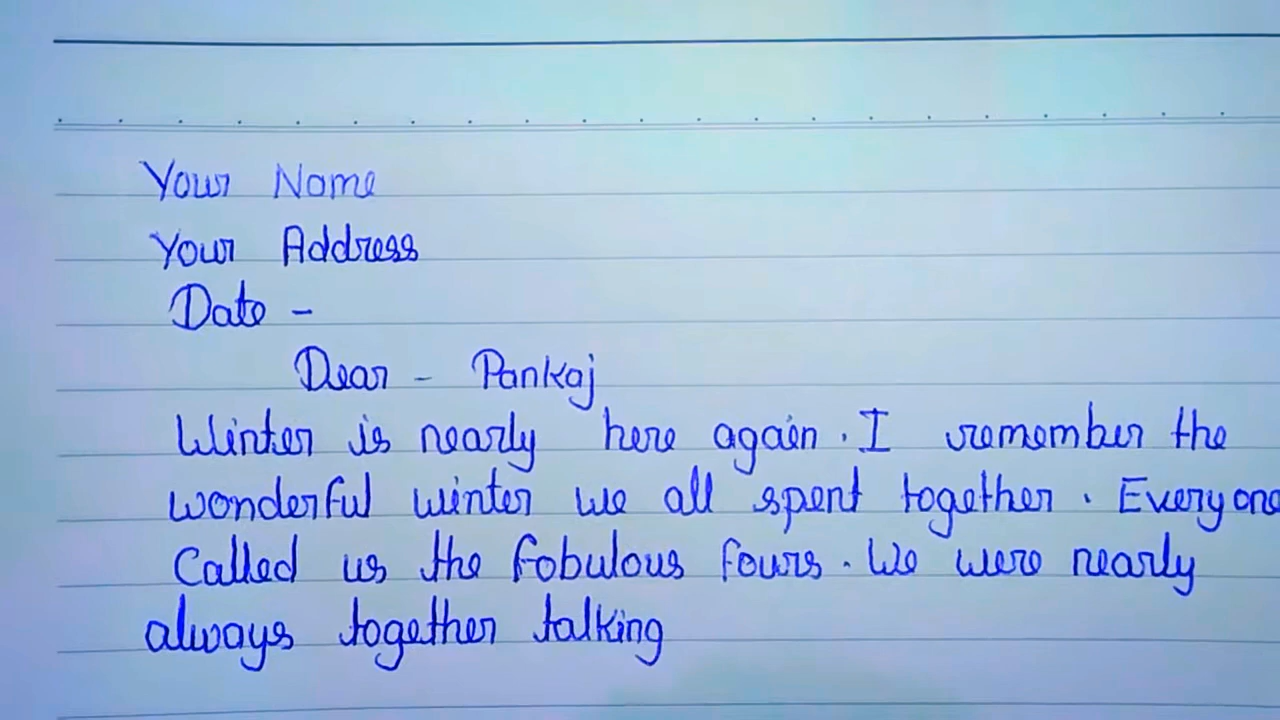 Your Name
Your Address
Date -
Dear - Pankaj
Winter is nearly here again. I remember the
wonderful winter we all spent together. Everyone
Called us the fobulous fours. We were nearly
always together talking